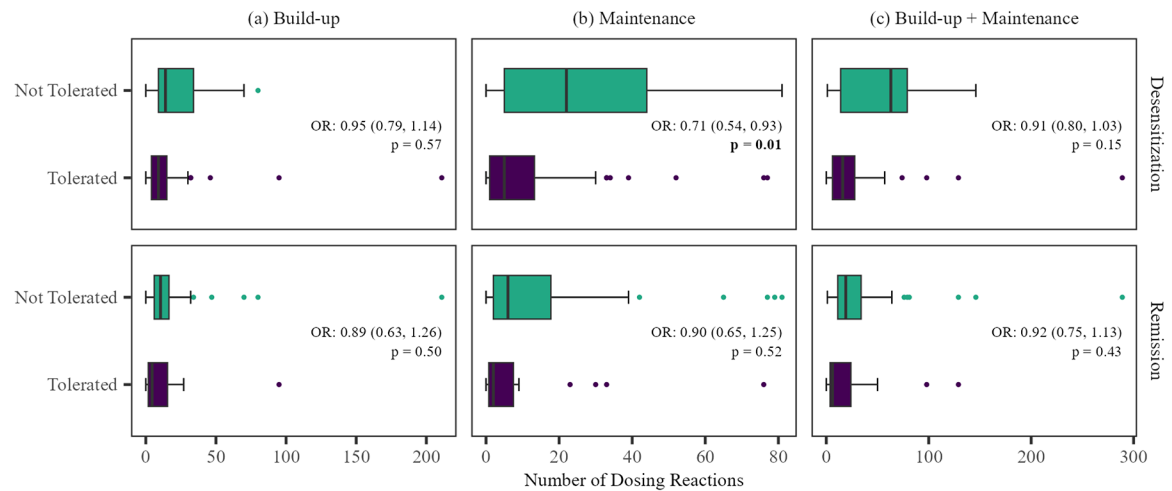 (a) Build-up
(b) Maintenance
(c) Build-up + Maintenance
Not Tolerated
Tolerated
OR: 0.95 (0.79, 1.14)
p = 0.57
OR: 0.71 (0.54, 0.93)
p = 0.01
OR: 0.91 (0.80, 1.03)
p = 0.15
Desensitization
Not Tolerated
Tolerated
OR: 0.89 (0.63, 1.26)
p = 0.50
OR: 0.90 (0.65, 1.25)
p = 0.52
OR: 0.92 (0.75, 1.13)
p = 0.43
Remission
0 50 100 150 200
0 20 40 60 80
0 100 200 300
Number of Dosing Reactions